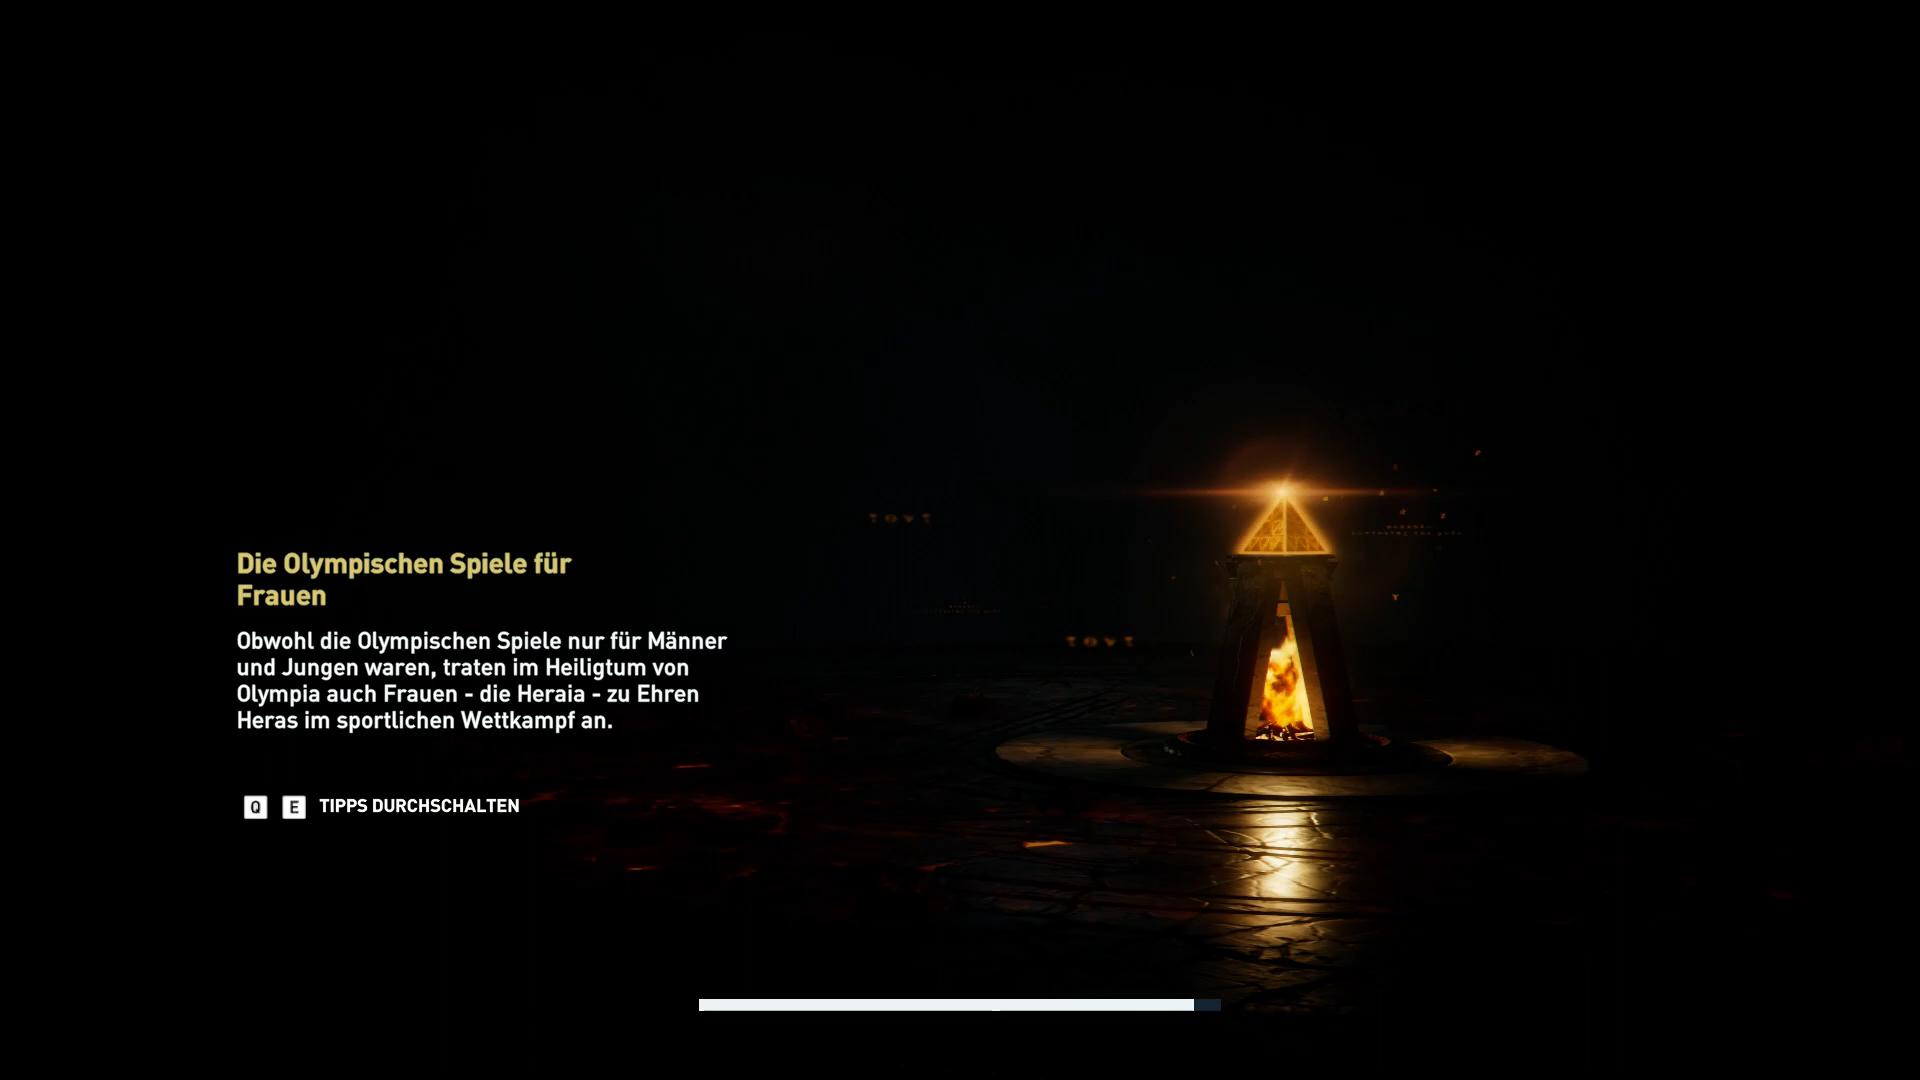 Die Olympischen Spiele für
Frauen
Obwohl die Olympischen Spiele nur für Männer
und Jungen waren, traten im Heiligtum von
Olympia auch Frauen - die Heraia - zu Ehren
Heras im sportlichen Wettkampf an.
Q E TIPPS DURCHSCHALTEN